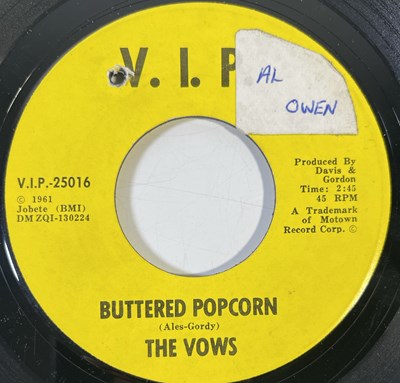 V. I. P.
AL
OWEN
V.I.P.-25016
© 1961
Jobete (BMI)
DM ZQI-130224
Produced By
Davis &
Gordon
Time: 2:45
45 RPM
A Trademark
of Motown
Record Corp. ©
BUTTERED POPCORN
(Ales-Gordy)
THE VOWS